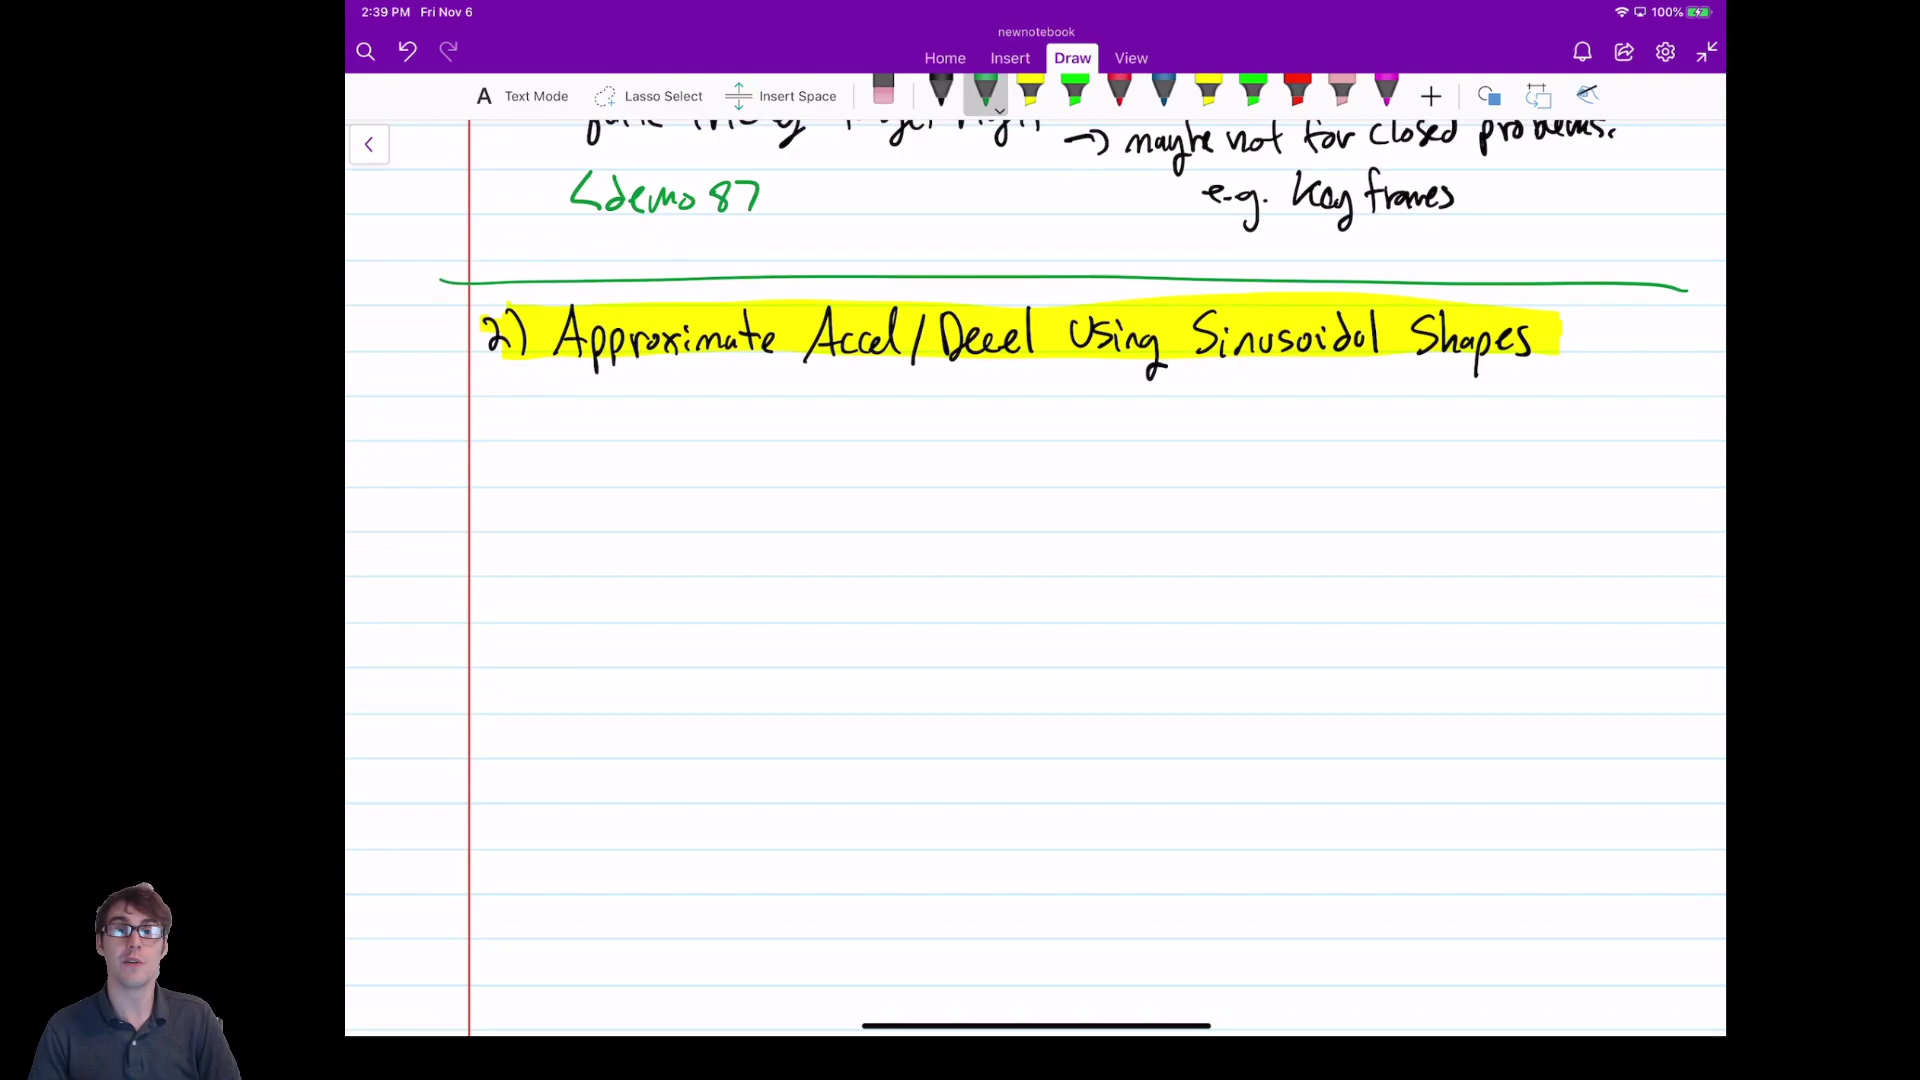 2:39 PM Fri Nov 6
100%
newnotebook
Home Insert Draw View
A Text Mode Lasso Select Insert Space
→ maybe not for closed problems.
<demo 87
e.g. Key frames
2) Approximate Accel/Decel Using Sinusoidal Shapes